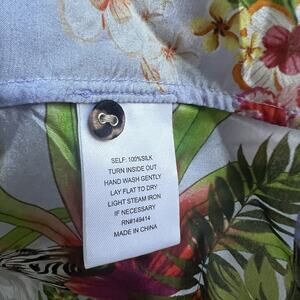 SELF: 100%SILK
TURN INSIDE OUT
HAND WASH GENTLY
LAY FLAT TO DRY
LIGHT STEAM IRON
IF NECESSARY
RN#149414
MADE IN CHINA